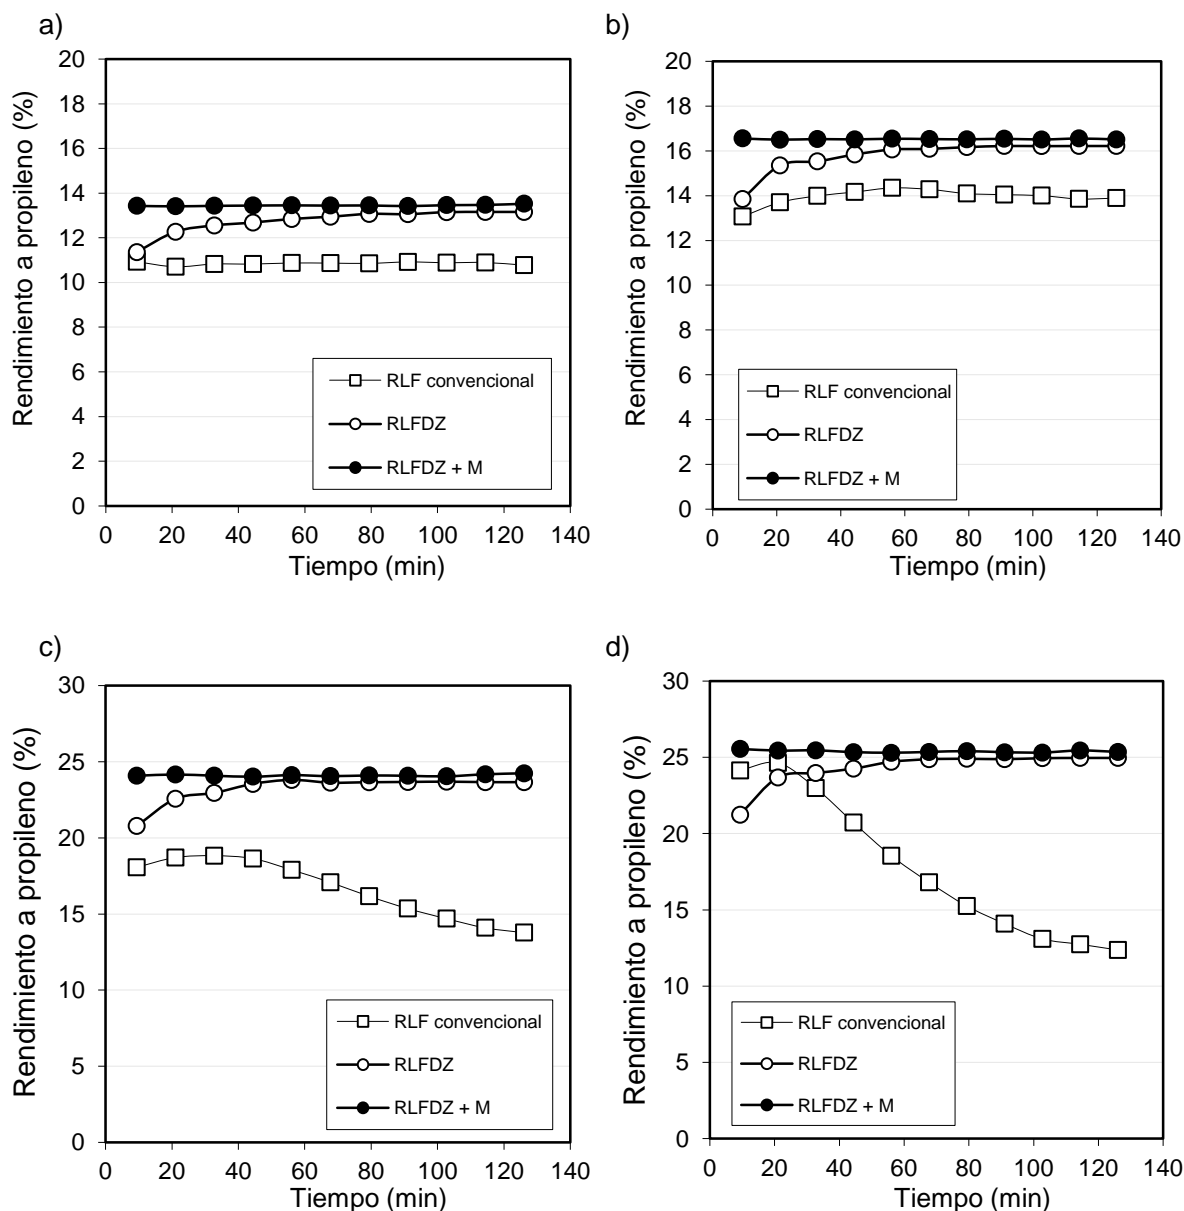 a)
Rendimiento a propileno (%)
20
18
16
14
12
10
8
6
4
2
0
RLF convencional
RLFDZ
RLFDZ + M
0 20 40 60 80 100 120 140
Tiempo (min)
b)
Rendimiento a propileno (%)
20
18
16
14
12
10
8
6
4
2
0
RLF convencional
RLFDZ
RLFDZ + M
0 20 40 60 80 100 120 140
Tiempo (min)
c)
Rendimiento a propileno (%)
30
25
20
15
10
5
0
RLF convencional
RLFDZ
RLFDZ + M
0 20 40 60 80 100 120 140
Tiempo (min)
d)
Rendimiento a propileno (%)
30
25
20
15
10
5
0
RLF convencional
RLFDZ
RLFDZ + M
0 20 40 60 80 100 120 140
Tiempo (min)